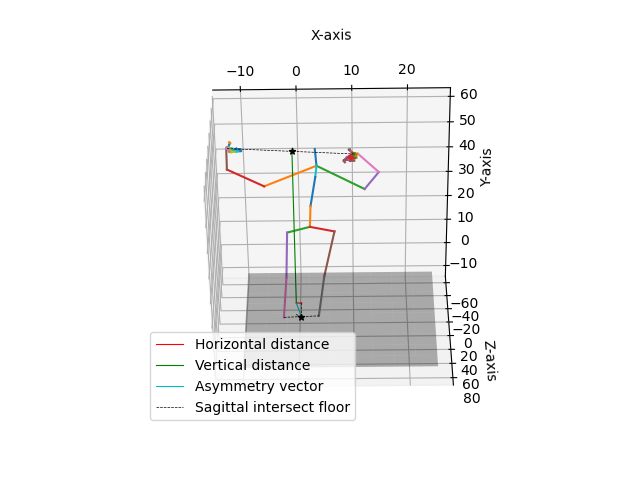 X-axis
−10 0 10 20
60
50
40
30
20
10
0
−10
Y-axis
−60
−40
−20
0
20
40
60
80
Z-axis
Horizontal distance
Vertical distance
Asymmetry vector
Sagittal intersect floor